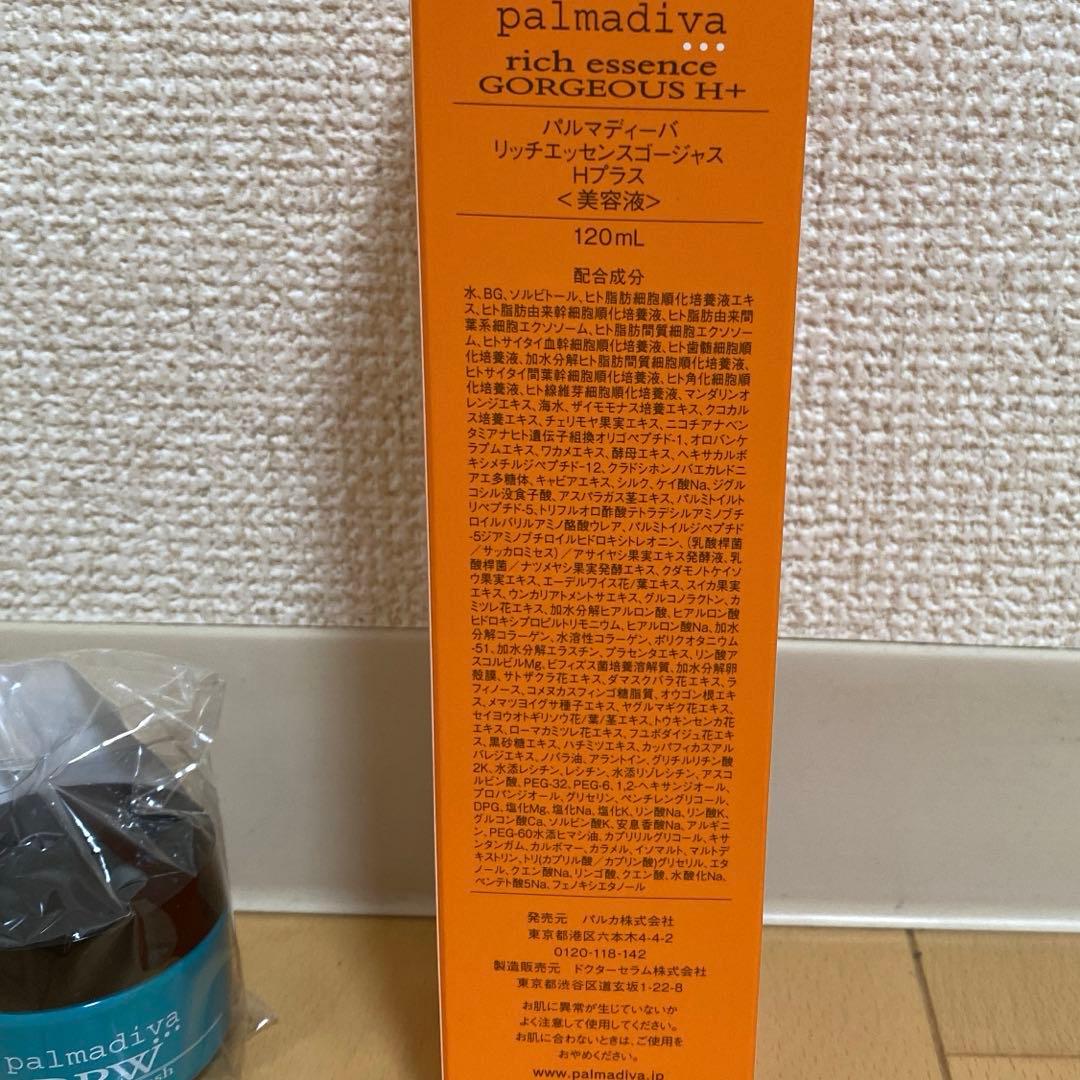 palmadiva
rich essence
GORGEOUS H+
パルマディーバ
リッチエッセンスゴージャス
Hプラス
<美容液>
120mL
配合成分
水、BG、ソルビトール、ヒト脂肪細胞順化培養液エキ
ス、ヒト脂肪由来幹細胞順化培養液、ヒト脂肪由来間
葉系細胞エクソソーム、ヒト脂肪間質細胞エクソソー
ム、ヒトサイタイ血幹細胞順化培養液、ヒト歯髄細胞順
化培養液、加水分解ヒト脂肪間質細胞順化培養液、
ヒトサイタイ間葉幹細胞順化培養液、ヒト角化細胞順
化培養液、ヒト線維芽細胞順化培養液、マンダリンオ
レンジエキス、海水、ザイモモナス培養エキス、クコカル
ス培養エキス、チェリモヤ果実エキス、ニコチアナベン
タミアナヒト遺伝子組換オリゴペプチド-1、オロバンケ
ラプムエキス、ワカメエキス、酵母エキス、ヘキサカルボ
キシメチルジペプチド-12、クラドシホンノバエカレドニ
アエ多糖体、キャビアエキス、シルク、ケイ酸Na、ジグル
コシル没食子酸、アスパラガス茎エキス、パルミトイルト
リペプチド-5、トリフルオロ酢酸テトラデシルアミノブチ
ロイルバリルアミノ酪酸ウレア、パルミトイルジペプチド
-5ジアミノブチロイルヒドロキシトレオニン、(乳酸桿菌
/サッカロミセス)/アサイヤシ果実エキス発酵液、乳
酸桿菌/ナツメヤシ果実発酵エキス、クダモノトケイソ
ウ果実エキス、エーデルワイス花/葉エキス、スイカ果実
エキス、ウンカリアトメントサエキス、グルコノラクトン、カ
ミツレ花エキス、加水分解ヒアルロン酸、ヒアルロン酸
ヒドロキシプロピルトリモニウム、ヒアルロン酸Na、加水
分解コラーゲン、水溶性コラーゲン、ポリクオタニウム
-51、加水分解エラスチン、プラセンタエキス、リン酸ア
スコルビルMg、ビフィズス菌培養溶解質、加水分解卵
殻膜、サトザクラ花エキス、ダマスクバラ花エキス、ラ
フィノース、コメヌカスフィンゴ糖脂質、オウゴン根エキ
ス、メマツヨイグサ種子エキス、ヤグルマギク花エキス、
セイヨウオトギリソウ花/葉/茎エキス、トウキンセンカ花
エキス、ローマカミツレ花エキス、フユボダイジュ花エキ
ス、黒砂糖エキス、ハチミツエキス、カッパフィカスアル
バレジエキス、ノバラ油、アラントイン、グリチルリチン酸
2K、水添レシチン、レシチン、水添リゾレシチン、アスコ
ルビン酸、PEG-32、PEG-6、1,2-ヘキサンジオール、
プロパンジオール、グリセリン、ペンチレングリコール、
DPG、塩化Mg、塩化Na、塩化K、リン酸Na、リン酸K、
グルコン酸Ca、ソルビン酸K、安息香酸Na、アルギニ
ン、PEG-60水添ヒマシ油、カプリリルグリコール、キサ
ンタンガム、カルボマー、カラメル、イソマルト、マルトデ
キストリン、トリ(カプリル酸/カプリン酸)グリセリル、エタ
ノール、クエン酸Na、リンゴ酸、クエン酸、水酸化Na、
ペンテト酸5Na、フェノキシエタノール
発売元 パルカ株式会社
東京都港区六本木4-4-2
0120-118-142
製造販売元 ドクターセラム株式会社
東京都渋谷区道玄坂1-22-8
お肌に異常が生じていないか
よく注意して使用してください。
お肌に合わないときは、ご使用を
おやめください。
www.palmadiva.jp
palmadiva